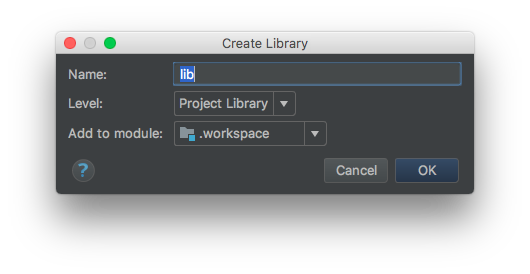 Create Library
Name: lib
Level: Project Library
Add to module: .workspace
? Cancel OK